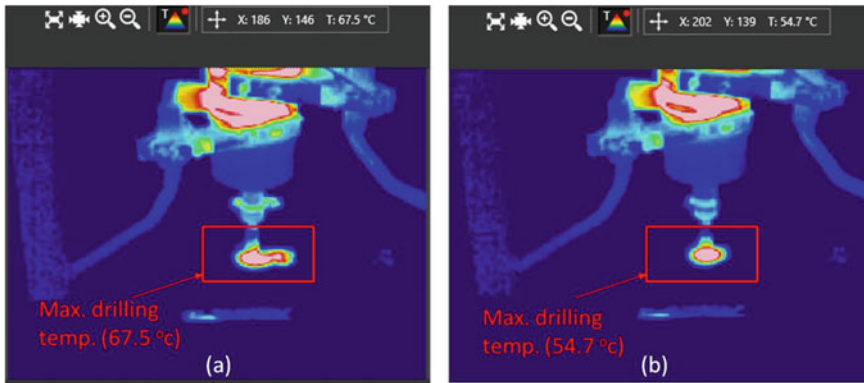 T X: 186 Y: 146 T: 67.5 °C
Max. drilling
temp. (67.5 °c)
(a)
T X: 202 Y: 139 T: 54.7 °C
Max. drilling
temp. (54.7 °c)
(b)